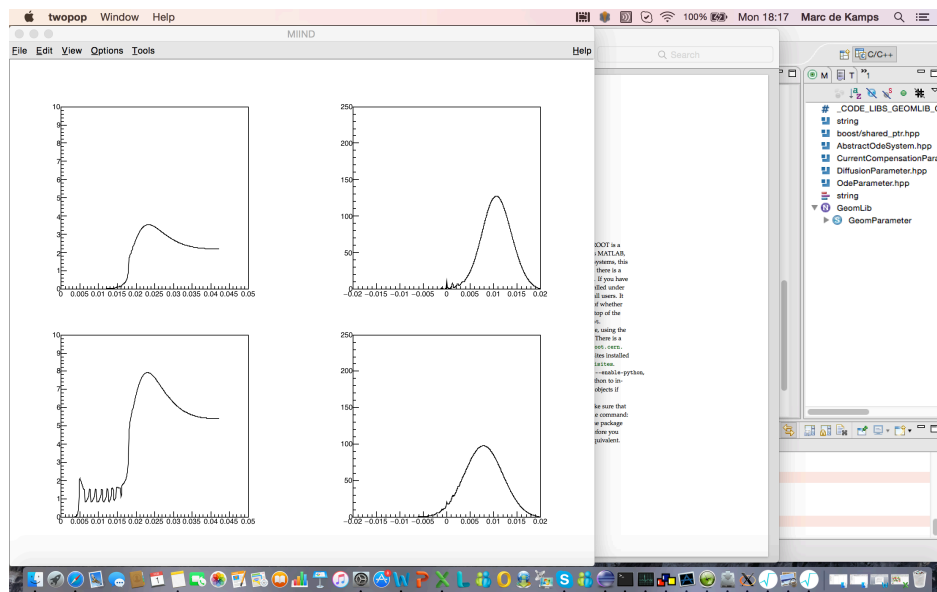 twopop Window Help 100% Mon 18:17 Marc de Kamps
MIIND
File Edit View Options Tools Help
Search
C/C++
M T 1
_CODE_LIBS_GEOMLIB_
string
boost/shared_ptr.hpp
AbstractOdeSystem.hpp
CurrentCompensationPara
DiffusionParameter.hpp
OdeParameter.hpp
string
GeomLib
GeomParameter
10
9
8
7
6
5
4
3
2
1
0
0 0.005 0.01 0.015 0.02 0.025 0.03 0.035 0.04 0.045 0.05
250
200
150
100
50
0
−0.02 −0.015 −0.01 −0.005 0 0.005 0.01 0.015 0.02
10
9
8
7
6
5
4
3
2
1
0
0 0.005 0.01 0.015 0.02 0.025 0.03 0.035 0.04 0.045 0.05
250
200
150
100
50
0
−0.02 −0.015 −0.01 −0.005 0 0.005 0.01 0.015 0.02
ROOT is a
MATLAB,
ystems, this
there is a
. If you have
lled under
ll users. It
of whether
top of the
e, using the
There is a
oot.cern.
sites installed
isites.
--enable-python,
thon to in-
objects if
ke sure that
e command:
he package
efore you
quivalent.